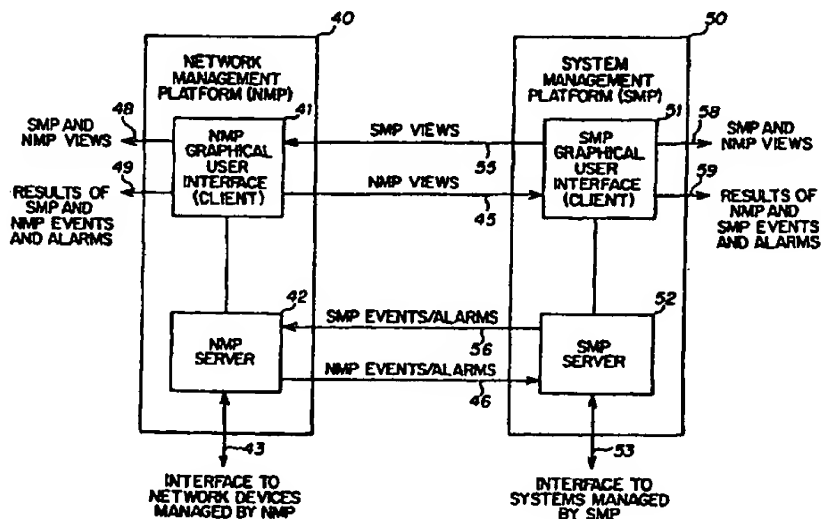 40
50
NETWORK
MANAGEMENT
PLATFORM (NMP)
SYSTEM
MANAGEMENT
PLATFORM (SMP)
48
41
51
58
SMP AND
NMP VIEWS
NMP
GRAPHICAL
USER
INTERFACE
(CLIENT)
SMP VIEWS
55
SMP
GRAPHICAL
USER
INTERFACE
(CLIENT)
SMP AND
NMP VIEWS
49
59
RESULTS OF
SMP AND
NMP EVENTS
AND ALARMS
NMP VIEWS
45
RESULTS OF
NMP AND
SMP EVENTS
AND ALARMS
42
52
NMP
SERVER
SMP EVENTS/ALARMS
56
NMP EVENTS/ALARMS
46
SMP
SERVER
43
53
INTERFACE TO
NETWORK DEVICES
MANAGED BY NMP
INTERFACE TO
SYSTEMS MANAGED
BY SMP